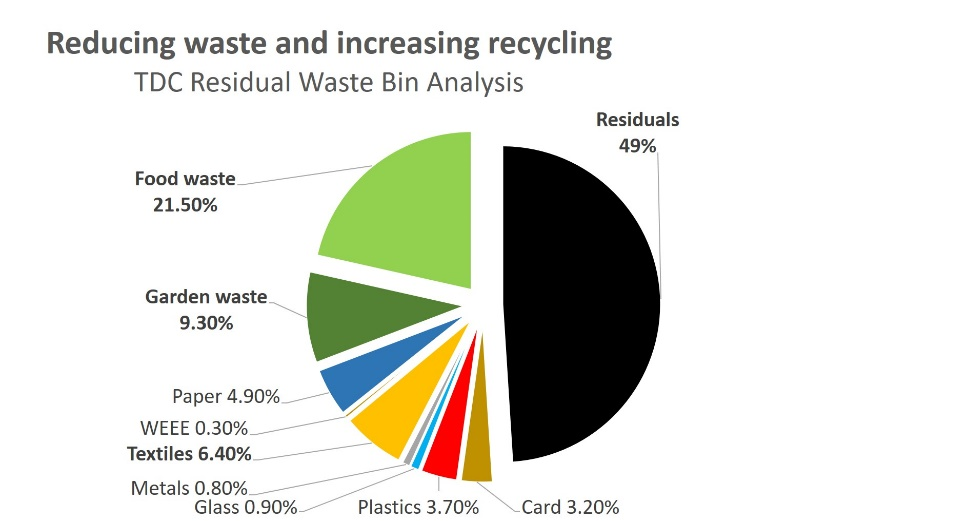 Reducing waste and increasing recycling
TDC Residual Waste Bin Analysis
Residuals
49%
Food waste
21.50%
Garden waste
9.30%
Paper 4.90%
WEEE 0.30%
Textiles 6.40%
Metals 0.80%
Glass 0.90%
Plastics 3.70%
Card 3.20%